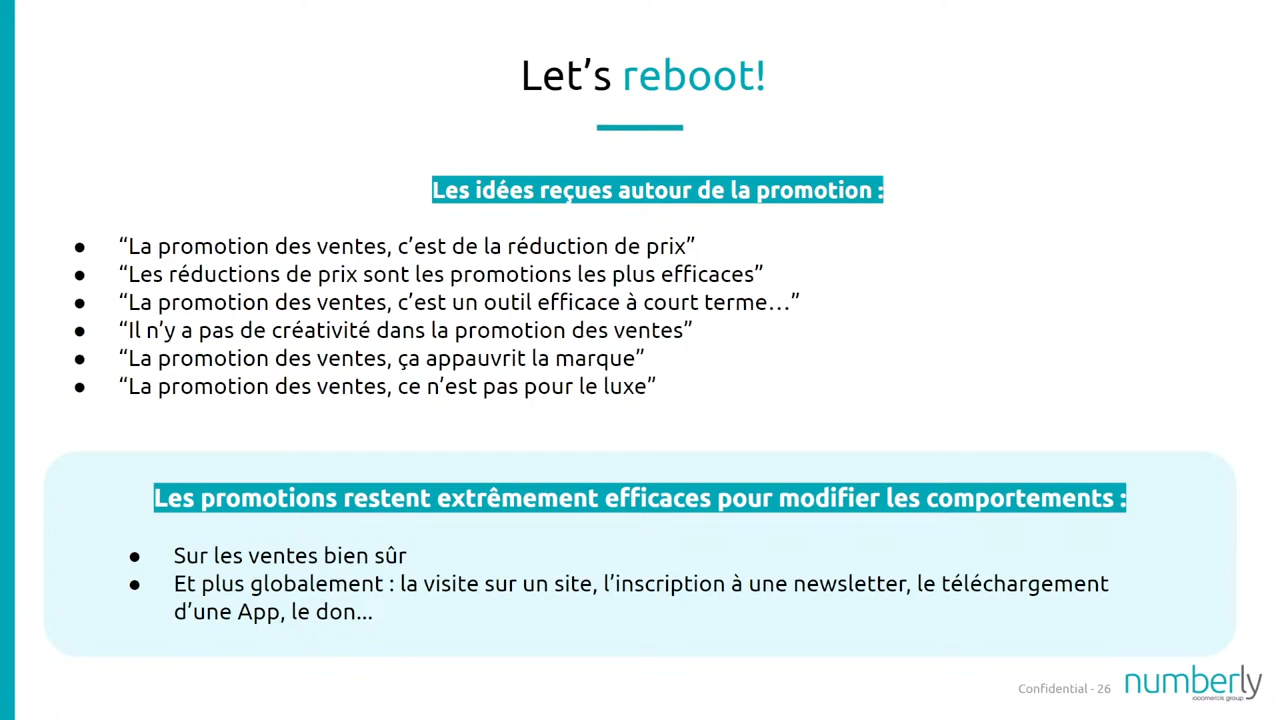 Let’s reboot!
Les idées reçues autour de la promotion :
● “La promotion des ventes, c’est de la réduction de prix”
● “Les réductions de prix sont les promotions les plus efficaces”
● “La promotion des ventes, c’est un outil efficace à court terme…”
● “Il n’y a pas de créativité dans la promotion des ventes”
● “La promotion des ventes, ça appauvrit la marque”
● “La promotion des ventes, ce n’est pas pour le luxe”
Les promotions restent extrêmement efficaces pour modifier les comportements :
● Sur les ventes bien sûr
● Et plus globalement : la visite sur un site, l’inscription à une newsletter, le téléchargement
d’une App, le don...
Confidential - 26
numberly
1000mercis group